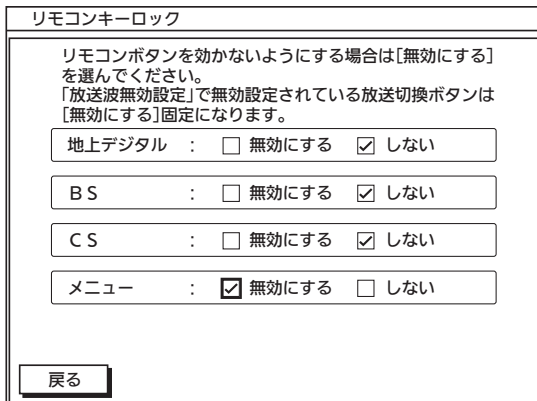 リモコンキーロック
リモコンボタンを効かないようにする場合は[無効にする]
を選んでください。
「放送波無効設定」で無効設定されている放送切換ボタンは
[無効にする]固定になります。
地上デジタル : □ 無効にする ☑ しない
BS : □ 無効にする ☑ しない
CS : □ 無効にする ☑ しない
メニュー : ☑ 無効にする □ しない
戻る